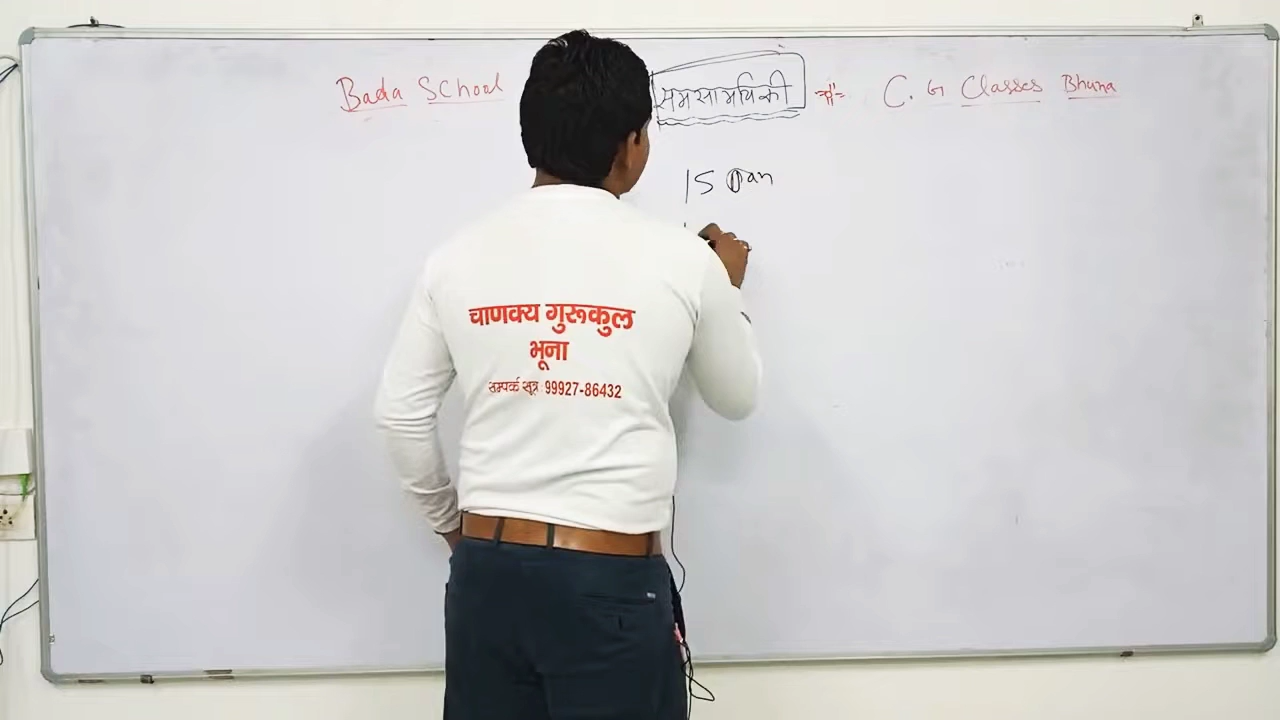 Bada School समसामयिकी C. G Classes Bhuna
15 Jan
चाणक्य गुरूकुल
भूना
सम्पर्क सूत्र : 99927-86432